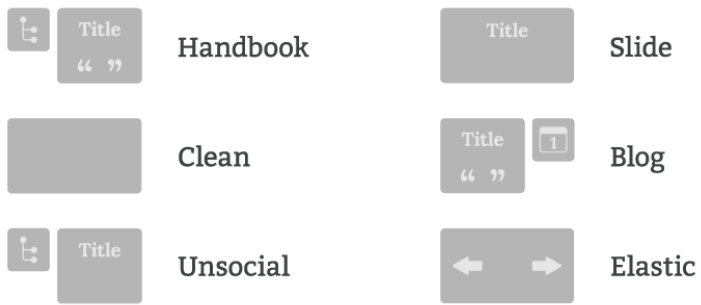 Title
“ ”
Handbook
Title
Slide
Clean
Title
“ ”
1
Blog
Title
Unsocial
Elastic